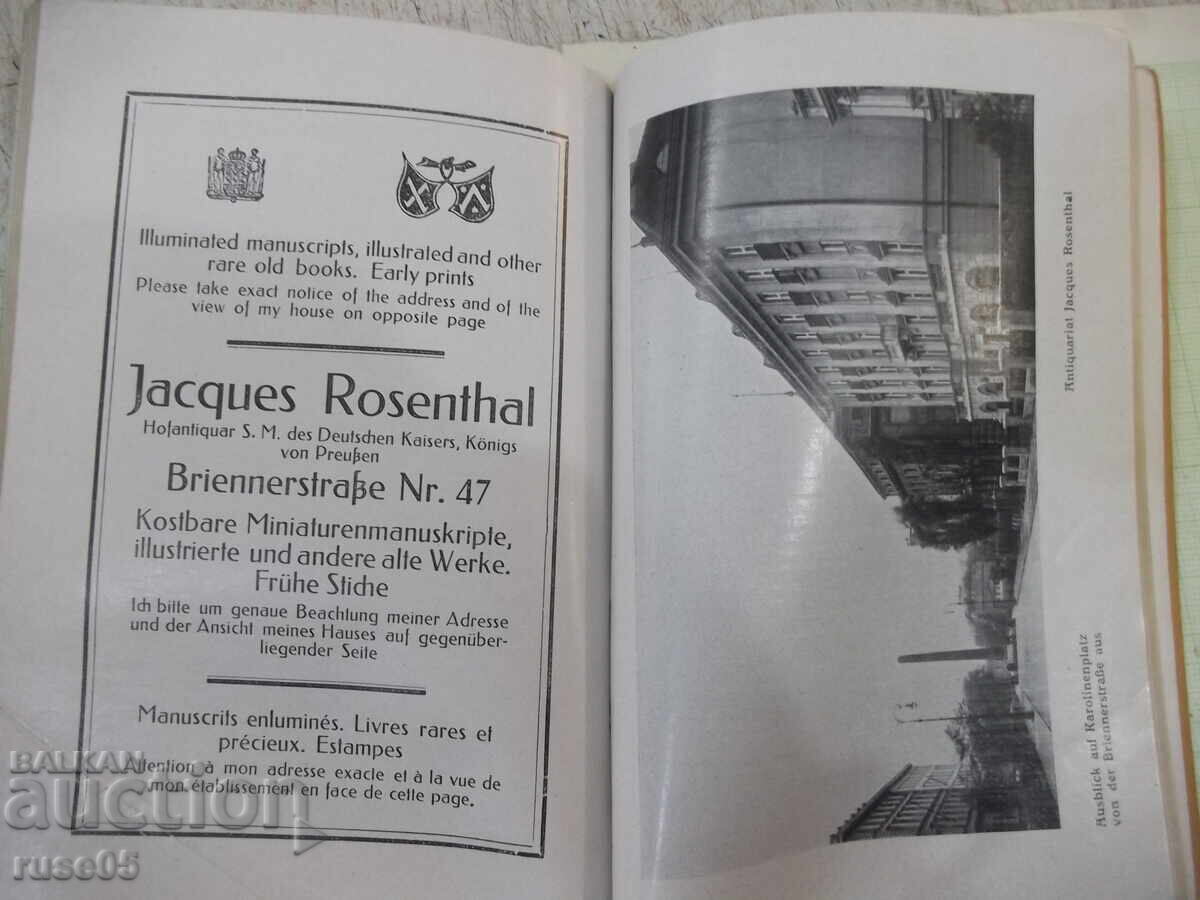 Illuminated manuscripts, illustrated and other
rare old books. Early prints
Please take exact notice of the address and of the
view of my house on opposite page
Jacques Rosenthal
Hofantiquar S. M. des Deutschen Kaisers, Königs
von Preußen
Briennerstraße Nr. 47
Kostbare Miniaturenmanuskripte,
illustrierte und andere alte Werke.
Frühe Stiche
Ich bitte um genaue Beachtung meiner Adresse
und der Ansicht meines Hauses auf gegenüber-
liegender Seite
Manuscrits enluminés. Livres rares et
précieux. Estampes
Attention à mon adresse exacte et à la vue de
mon établissement en face de cette page.
Antiquariat Jacques Rosenthal
Ausblick auf Karolinenplatz
von der Briennerstraße aus
BALKAN
auction
ruse05